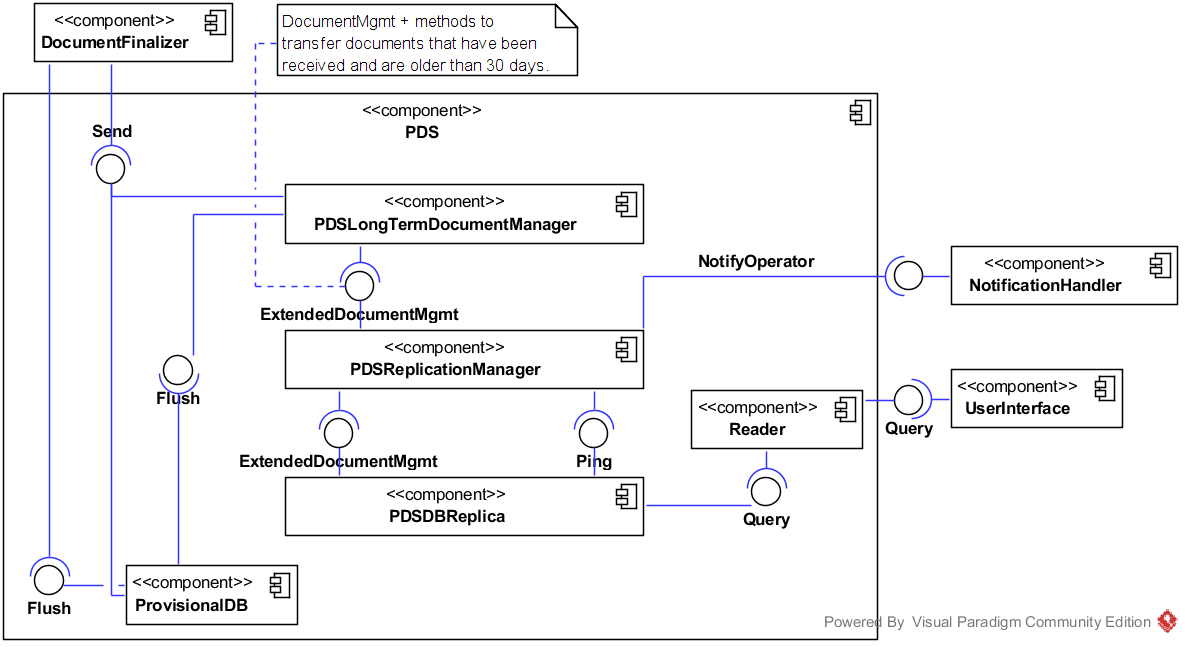 <<component>>
DocumentFinalizer
DocumentMgmt + methods to
transfer documents that have been
received and are older than 30 days.
<<component>>
PDS
Send
<<component>>
PDSLongTermDocumentManager
NotifyOperator
<<component>>
NotificationHandler
ExtendedDocumentMgmt
<<component>>
PDSReplicationManager
Flush
<<component>>
UserInterface
<<component>>
Reader
Query
ExtendedDocumentMgmt
Ping
<<component>>
PDSDBReplica
Query
<<component>>
ProvisionalDB
Flush
Powered By Visual Paradigm Community Edition